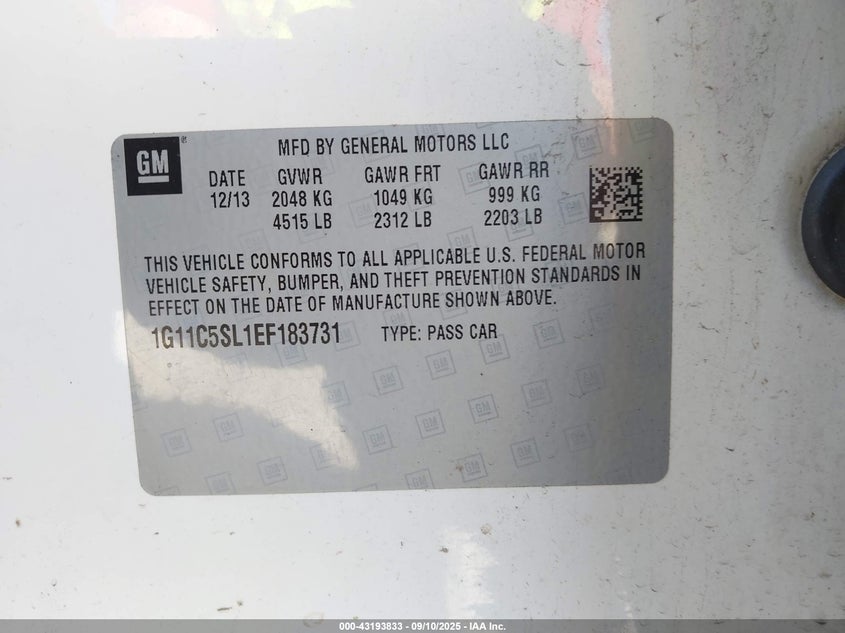 GM
MFD BY GENERAL MOTORS LLC
DATE GVWR GAWR FRT GAWR RR
12/13 2048 KG 1049 KG 999 KG
4515 LB 2312 LB 2203 LB
THIS VEHICLE CONFORMS TO ALL APPLICABLE U.S. FEDERAL MOTOR
VEHICLE SAFETY, BUMPER, AND THEFT PREVENTION STANDARDS IN
EFFECT ON THE DATE OF MANUFACTURE SHOWN ABOVE.
1G11C5SL1EF183731 TYPE: PASS CAR
000-43193833 - 09/10/2025 - IAA Inc.